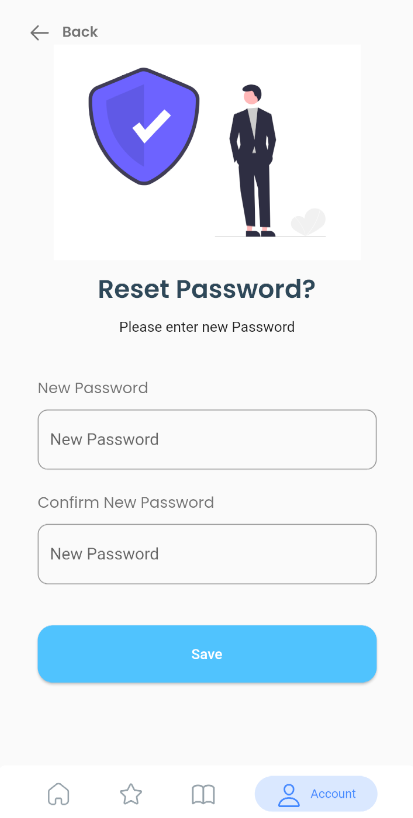 Back
Reset Password?
Please enter new Password
New Password
New Password
Confirm New Password
New Password
Save
Account